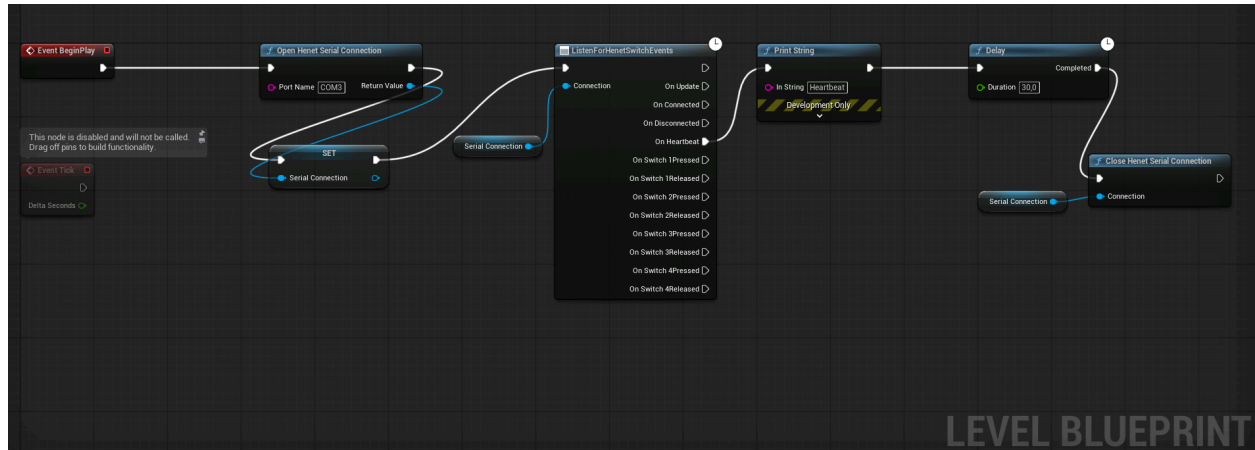 Event BeginPlay
Open Henet Serial Connection
Port Name COM3 Return Value
This node is disabled and will not be called.
Drag off pins to build functionality.
Event Tick
Delta Seconds
SET
Serial Connection
Serial Connection
ListenForHenetSwitchEvents
Connection On Update
On Connected
On Disconnected
On Heartbeat
On Switch 1Pressed
On Switch 1Released
On Switch 2Pressed
On Switch 2Released
On Switch 3Pressed
On Switch 3Released
On Switch 4Pressed
On Switch 4Released
Print String
In String Heartbeat
Development Only
Delay
Completed
Duration 30,0
Close Henet Serial Connection
Connection
Serial Connection
LEVEL BLUEPRINT